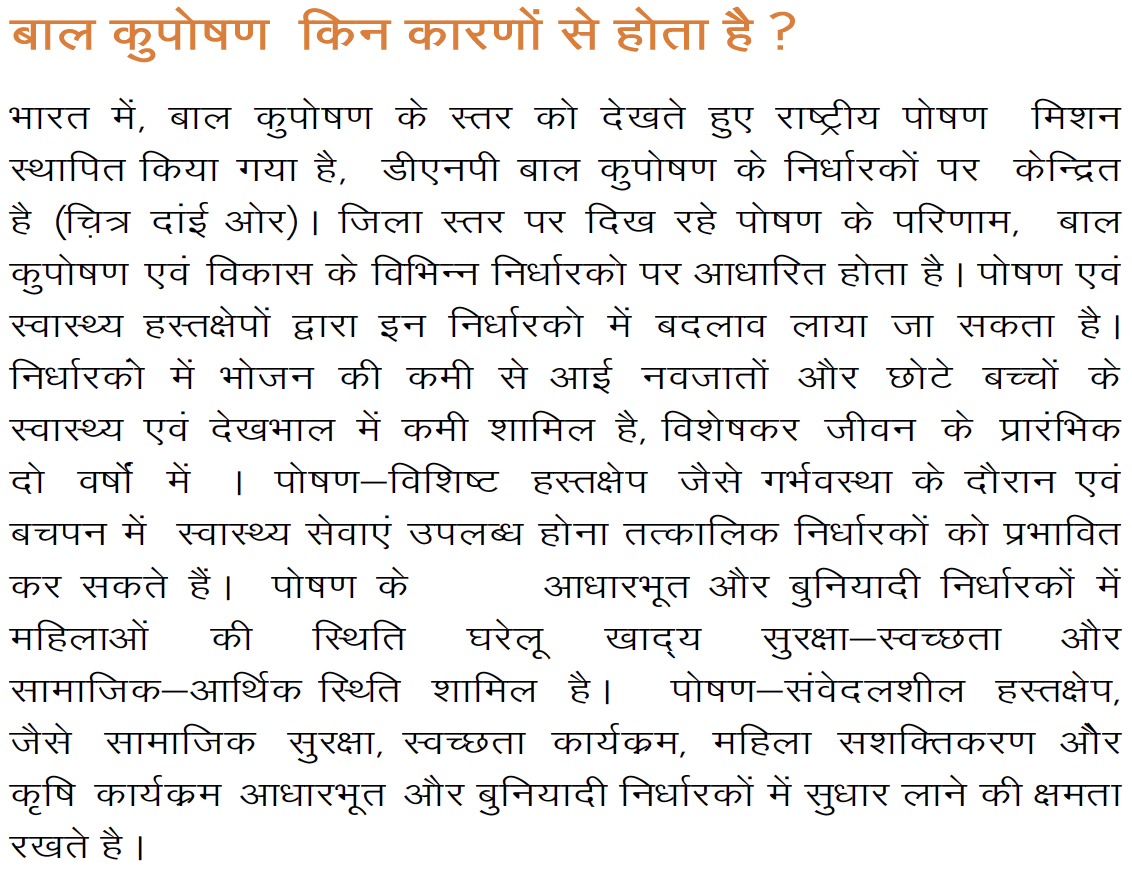 बाल कुपोषण किन कारणों से होता है ?
भारत में, बाल कुपोषण के स्तर को देखते हुए राष्ट्रीय पोषण मिशन
स्थापित किया गया है, डीएनपी बाल कुपोषण के निर्धारकों पर केन्द्रित
है (च़ित्र दांई ओर)। जिला स्तर पर दिख रहे पोषण के परिणाम, बाल
कुपोषण एवं विकास के विभिन्न निर्धारको पर आधारित होता है। पोषण एवं
स्वास्थ्य हस्तक्षेपों द्वारा इन निर्धारको में बदलाव लाया जा सकता है।
निर्धारकों में भोजन की कमी से आई नवजातों और छोटे बच्चों के
स्वास्थ्य एवं देखभाल में कमी शामिल है, विशेषकर जीवन के प्रारंभिक
दो वर्षों में । पोषण–विशिष्ट हस्तक्षेप जैसे गर्भवस्था के दौरान एवं
बचपन में स्वास्थ्य सेवाएं उपलब्ध होना तत्कालिक निर्धारकों को प्रभावित
कर सकते हैं। पोषण के आधारभूत और बुनियादी निर्धारकों में
महिलाओं की स्थिति घरेलू खाद्य सुरक्षा–स्वच्छता और
सामाजिक–आर्थिक स्थिति शामिल है। पोषण–संवेदलशील हस्तक्षेप,
जैसे सामाजिक सुरक्षा, स्वच्छता कार्यक्रम, महिला सशक्तिकरण और
कृषि कार्यक्रम आधारभूत और बुनियादी निर्धारकों में सुधार लाने की क्षमता
रखते है।